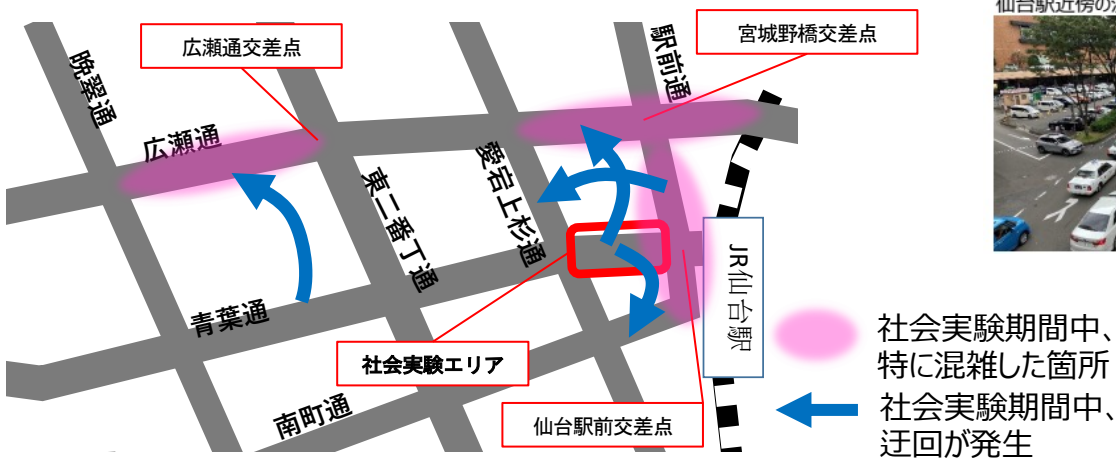 仙台駅近傍の
広瀬通交差点
宮城野橋交差点
駅前通
晩翠通
広瀬通
愛宕上杉通
東二番丁通
青葉通
JR仙台駅
社会実験エリア
南町通
仙台駅前交差点
社会実験期間中、
特に混雑した箇所
社会実験期間中、
迂回が発生